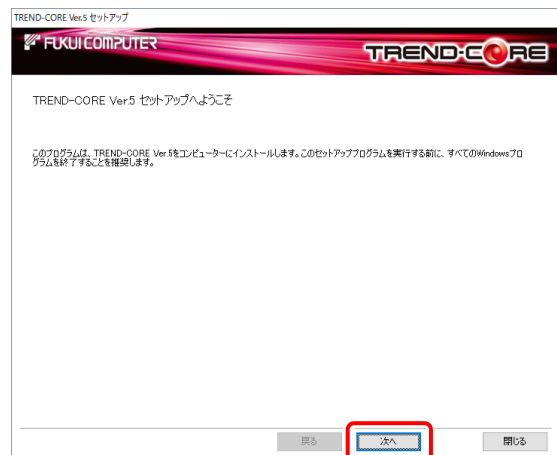 TREND-CORE Ver.5 セットアップ
FUKUI COMPUTER
TREND-CORE
TREND-CORE Ver.5 セットアップへようこそ
このプログラムは、TREND-CORE Ver.5をコンピューターにインストールします。このセットアッププログラムを実行する前に、すべてのWindowsプロ
グラムを終了することを推奨します。
戻る
次へ
閉じる